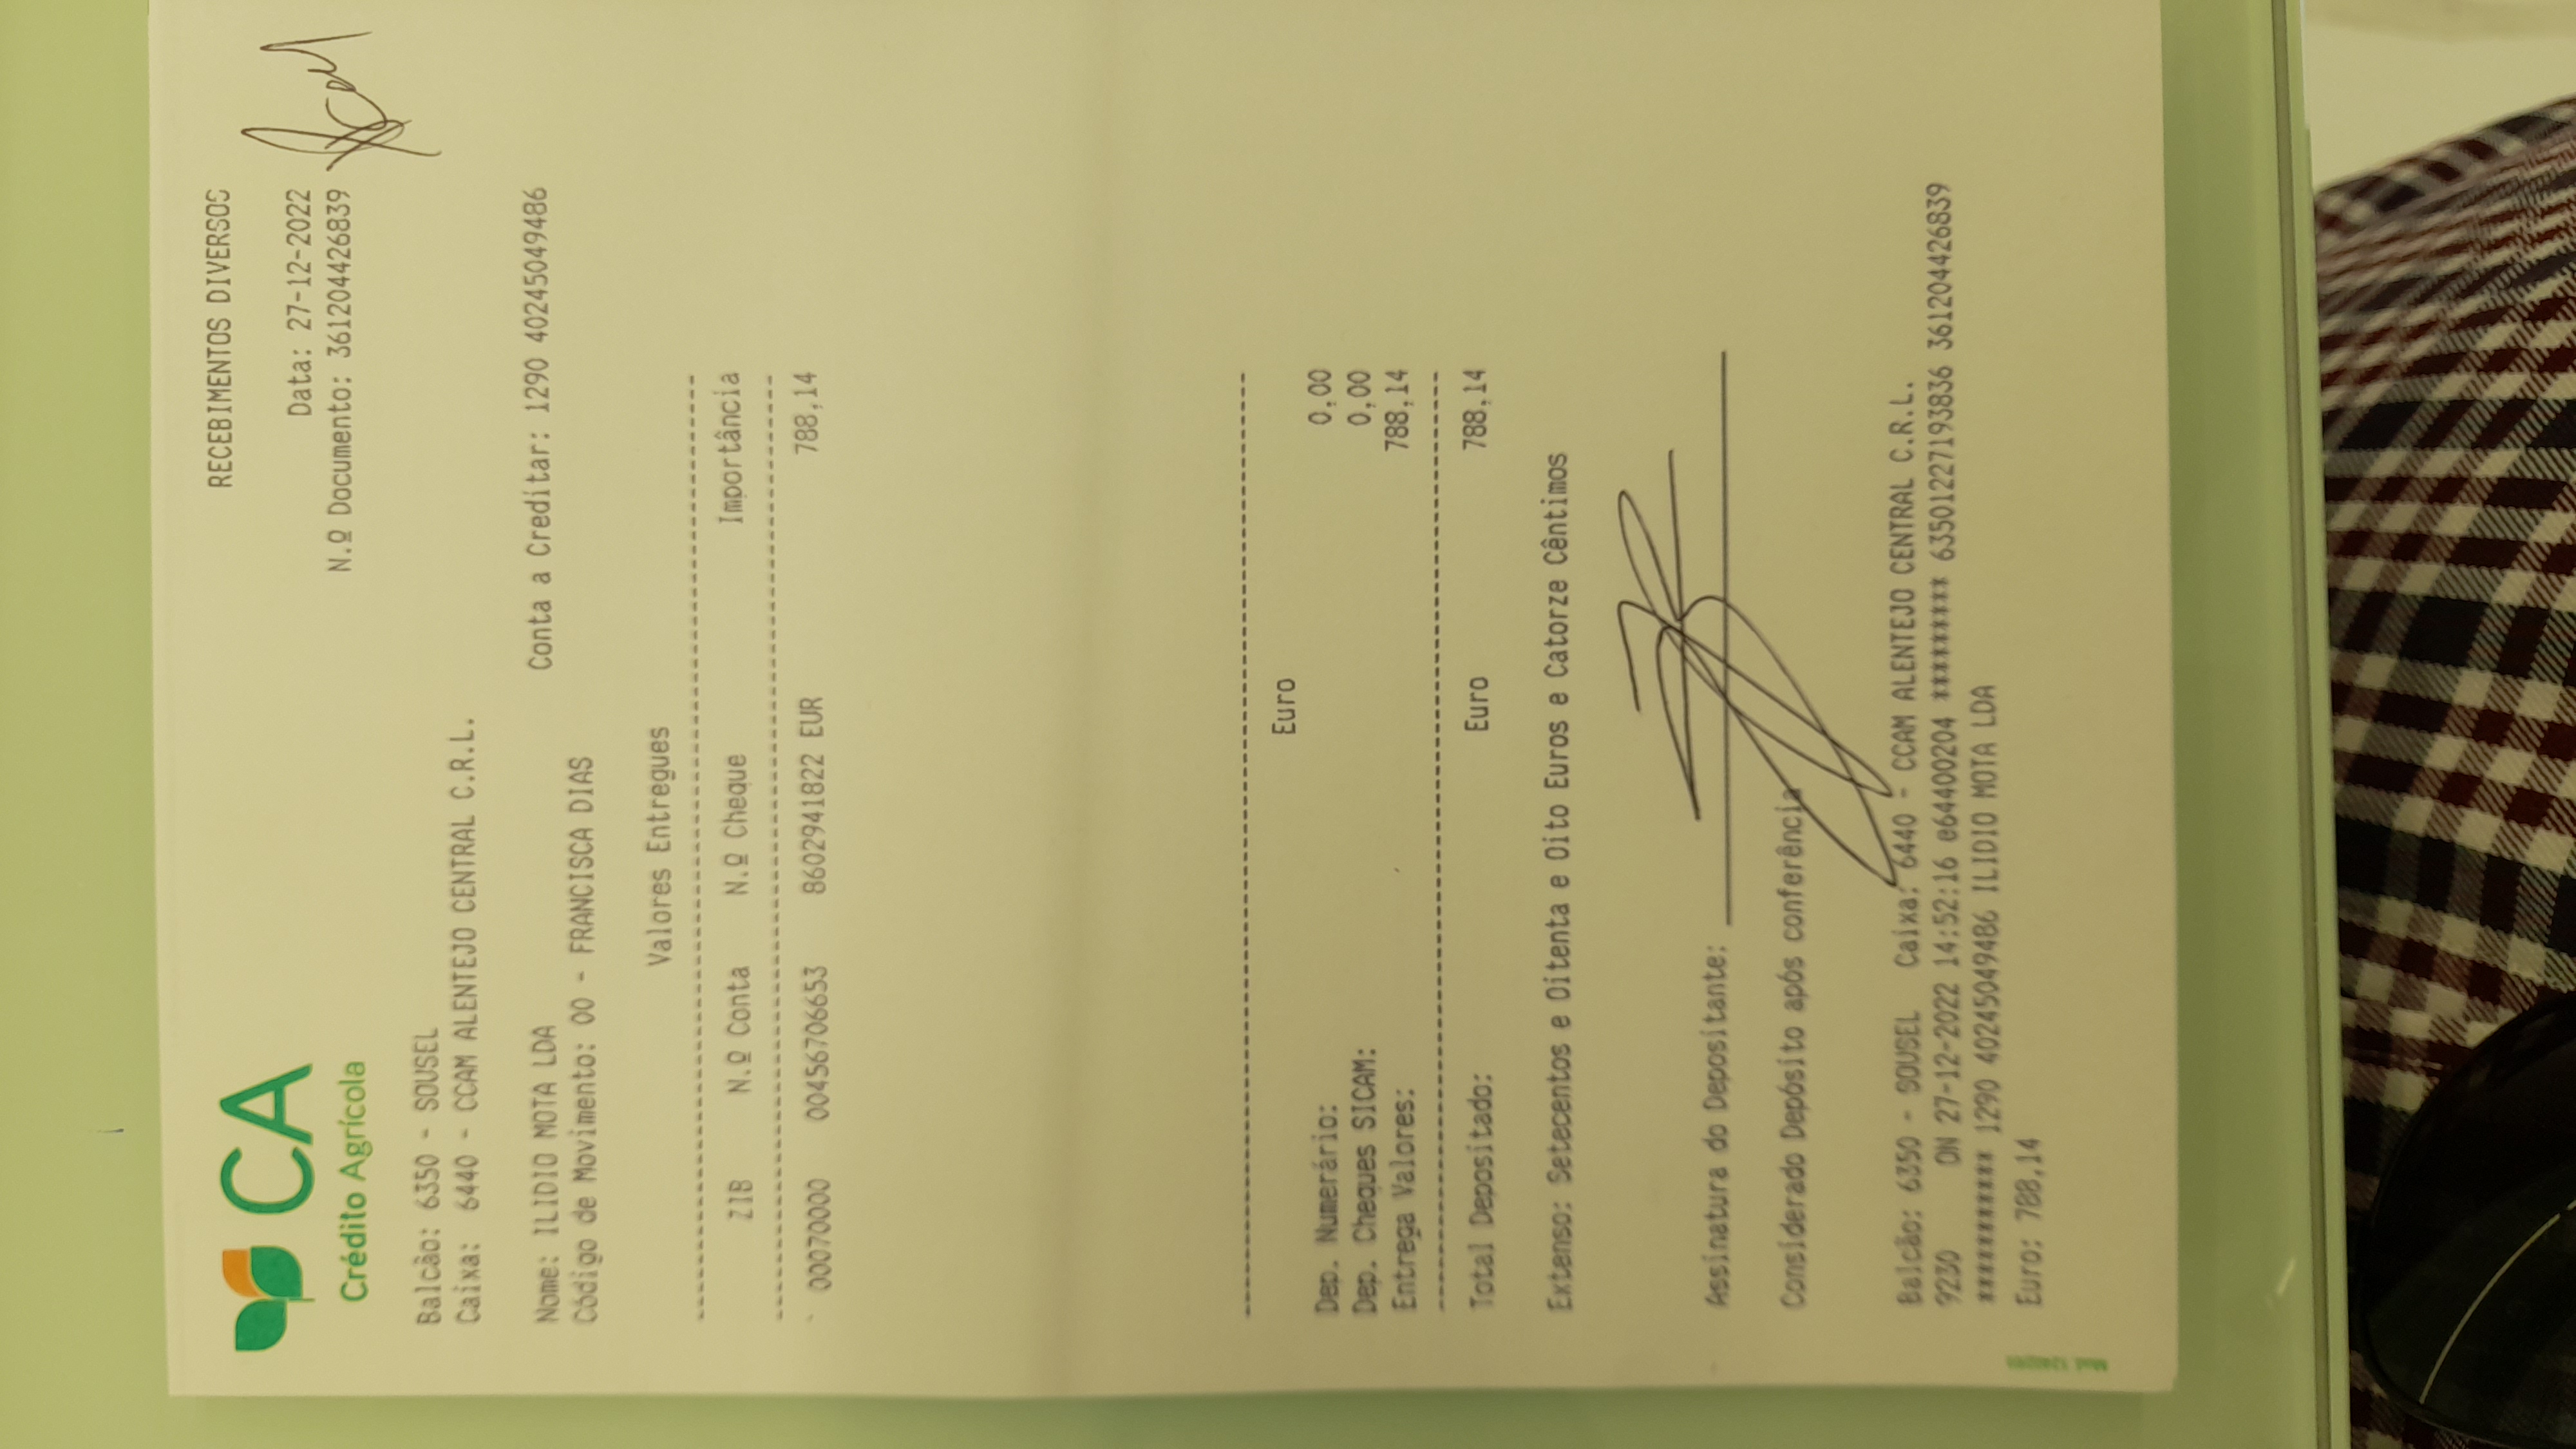 CA
Crédito Agrícola
RECEBIMENTOS DIVERSOS
Data: 27-12-2022
N.º Documento: 361204426839
Balcão: 6350 - SOUSEL
Caixa: 6440 - CCAM ALENTEJO CENTRAL C.R.L.
Conta a Creditar: 1290 40245049486
Nome: ILIDIO MOTA LDA
Código de Movimento: 00 - FRANCISCA DIAS
Valores Entregues
ZIB N.º Conta N.º Cheque Importância
00070000 00456706653 8602941822 EUR 788,14
Euro
Dep. Numerário: 0,00
Dep. Cheques SICAM: 0,00
Entrega Valores: 788,14
Total Depositado: Euro 788,14
Extenso: Setecentos e Oitenta e Oito Euros e Catorze Cêntimos
Assinatura do Depositante:
Considerado Depósito após conferência
Balcão: 6350 - SOUSEL Caixa: 6440 - CCAM ALENTEJO CENTRAL C.R.L.
9230 ON 27-12-2022 14:52:16 e64400204 ********* 635012271938​36 361204426839
*********** 1290 40245049486 ILIDIO MOTA LDA
Euro: 788,14